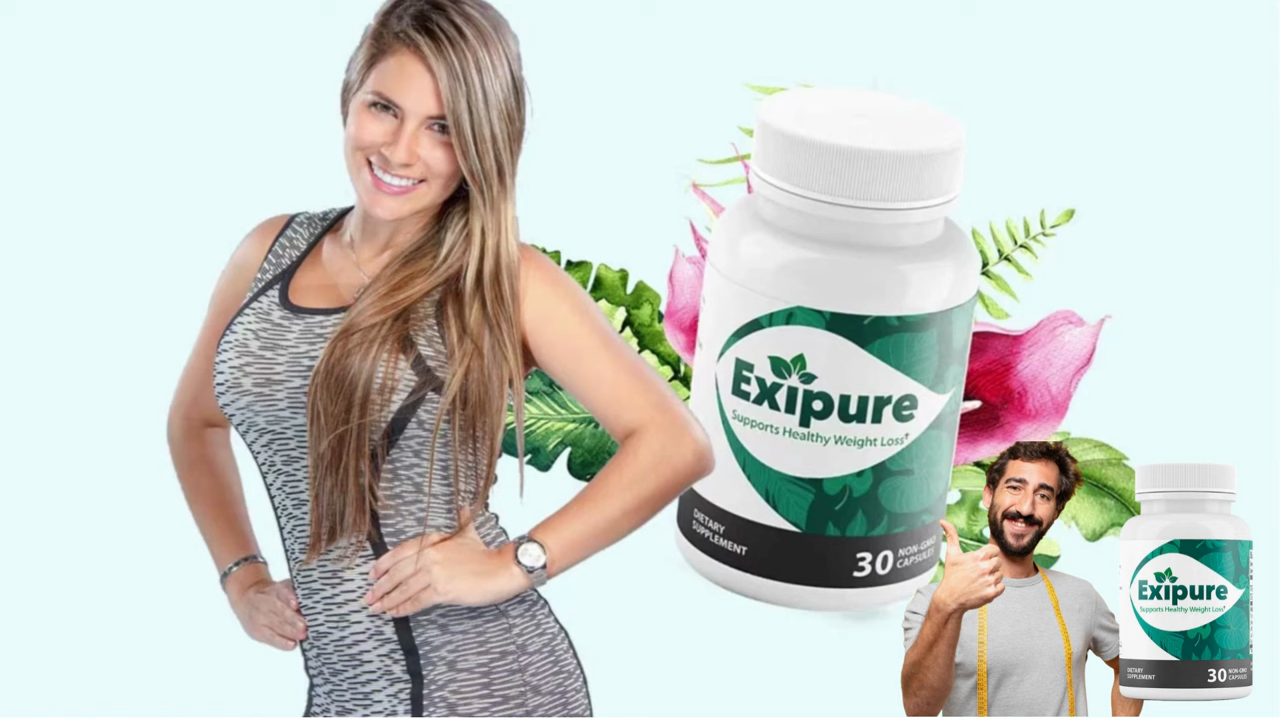 Exipure
Supports Healthy Weight Loss†
DIETARY
SUPPLEMENT
30 NON-GMO
CAPSULES
Exipure
Supports Healthy Weight Loss†
DIETARY
SUPPLEMENT
30 NON-GMO
CAPSULES